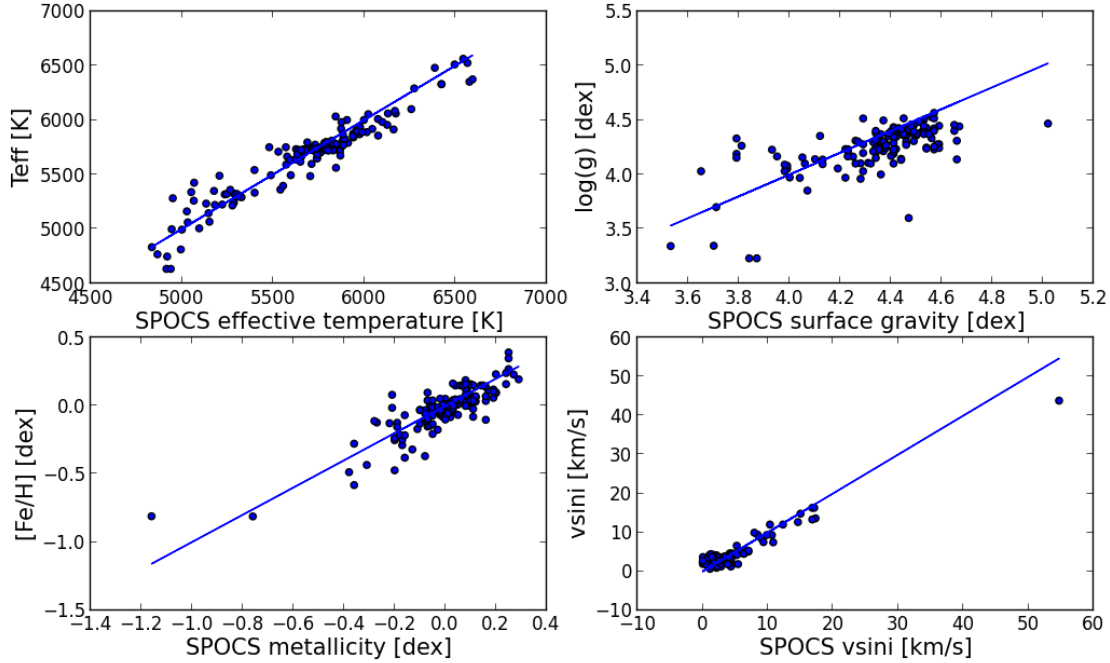 7000
6500
6000
5500
5000
4500
Teff [K]
4500 5000 5500 6000 6500 7000
SPOCS effective temperature [K]
5.5
5.0
4.5
4.0
3.5
3.0
log(g) [dex]
3.4 3.6 3.8 4.0 4.2 4.4 4.6 4.8 5.0 5.2
SPOCS surface gravity [dex]
0.5
0.0
−0.5
−1.0
−1.5
[Fe/H] [dex]
−1.4 −1.2 −1.0 −0.8 −0.6 −0.4 −0.2 0.0 0.2 0.4
SPOCS metallicity [dex]
60
50
40
30
20
10
0
−10
vsini [km/s]
−10 0 10 20 30 40 50 60
SPOCS vsini [km/s]